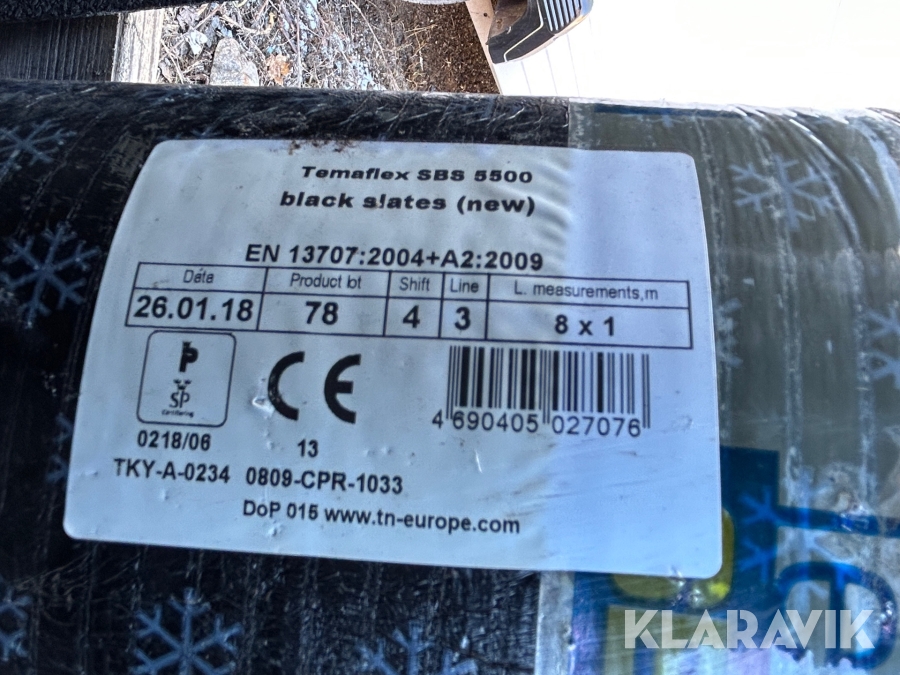 Temaflex SBS 5500
black slates (new)
EN 13707:2004+A2:2009
Date Product lot Shift Line L. measurements,m
26.01.18 78 4 3 8 x 1
SP
Certifiering
0218/06
TKY-A-0234
CE
13
0809-CPR-1033
4 690405 027076
DoP 015 www.tn-europe.com
KLARAVIK